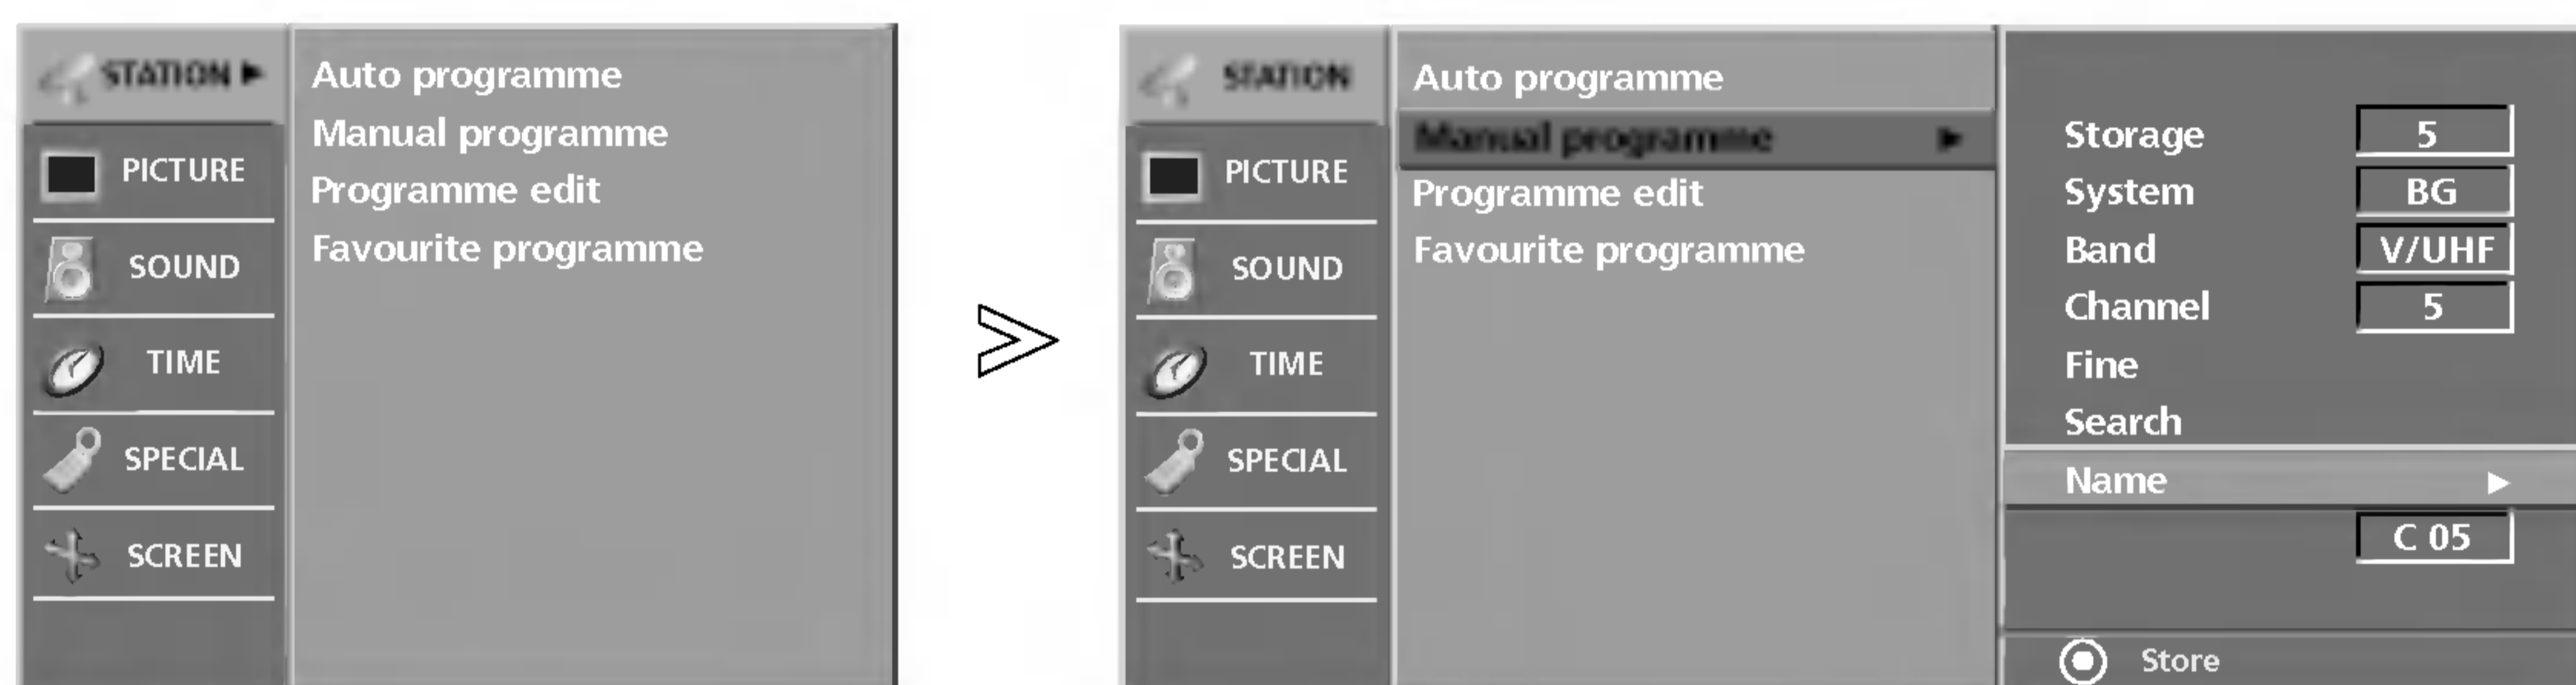 STATION ►
PICTURE
SOUND
TIME
SPECIAL
SCREEN
Auto programme
Manual programme
Programme edit
Favourite programme
STATION
PICTURE
SOUND
TIME
SPECIAL
SCREEN
Auto programme
Manual programme ►
Programme edit
Favourite programme
Storage 5
System BG
Band V/UHF
Channel 5
Fine
Search
Name ►
C 05
Store